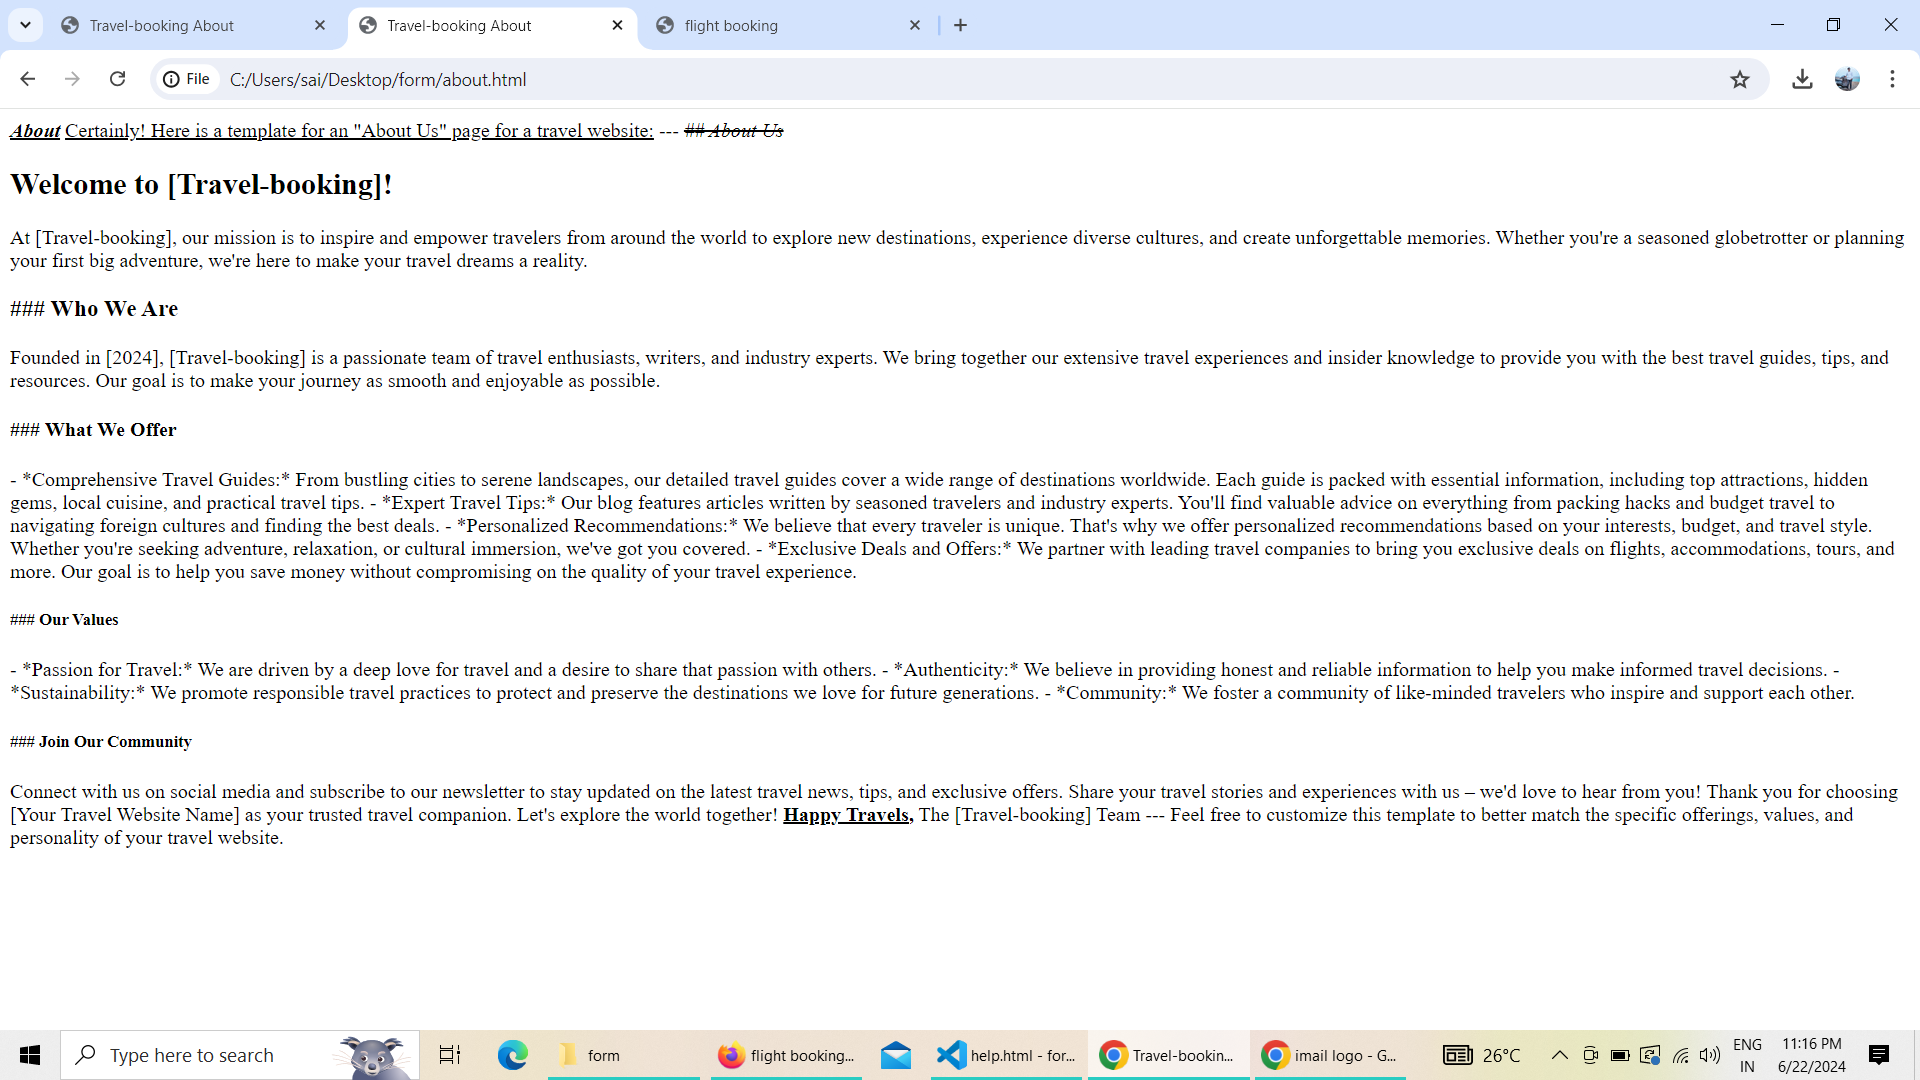 Travel-booking About
Travel-booking About
flight booking
File
C:/Users/sai/Desktop/form/about.html
About Certainly! Here is a template for an "About Us" page for a travel website: --- ## About Us
Welcome to [Travel-booking]!
At [Travel-booking], our mission is to inspire and empower travelers from around the world to explore new destinations, experience diverse cultures, and create unforgettable memories. Whether you're a seasoned globetrotter or planning
your first big adventure, we're here to make your travel dreams a reality.
### Who We Are
Founded in [2024], [Travel-booking] is a passionate team of travel enthusiasts, writers, and industry experts. We bring together our extensive travel experiences and insider knowledge to provide you with the best travel guides, tips, and
resources. Our goal is to make your journey as smooth and enjoyable as possible.
### What We Offer
- *Comprehensive Travel Guides:* From bustling cities to serene landscapes, our detailed travel guides cover a wide range of destinations worldwide. Each guide is packed with essential information, including top attractions, hidden
gems, local cuisine, and practical travel tips. - *Expert Travel Tips:* Our blog features articles written by seasoned travelers and industry experts. You'll find valuable advice on everything from packing hacks and budget travel to
navigating foreign cultures and finding the best deals. - *Personalized Recommendations:* We believe that every traveler is unique. That's why we offer personalized recommendations based on your interests, budget, and travel style.
Whether you're seeking adventure, relaxation, or cultural immersion, we've got you covered. - *Exclusive Deals and Offers:* We partner with leading travel companies to bring you exclusive deals on flights, accommodations, tours, and
more. Our goal is to help you save money without compromising on the quality of your travel experience.
### Our Values
- *Passion for Travel:* We are driven by a deep love for travel and a desire to share that passion with others. - *Authenticity:* We believe in providing honest and reliable information to help you make informed travel decisions. -
*Sustainability:* We promote responsible travel practices to protect and preserve the destinations we love for future generations. - *Community:* We foster a community of like-minded travelers who inspire and support each other.
### Join Our Community
Connect with us on social media and subscribe to our newsletter to stay updated on the latest travel news, tips, and exclusive offers. Share your travel stories and experiences with us – we'd love to hear from you! Thank you for choosing
[Your Travel Website Name] as your trusted travel companion. Let's explore the world together! Happy Travels, The [Travel-booking] Team --- Feel free to customize this template to better match the specific offerings, values, and
personality of your travel website.
Type here to search
form
flight booking...
help.html - for...
Travel-bookin...
imail logo - G...
26°C
ENG
IN
11:16 PM
6/22/2024